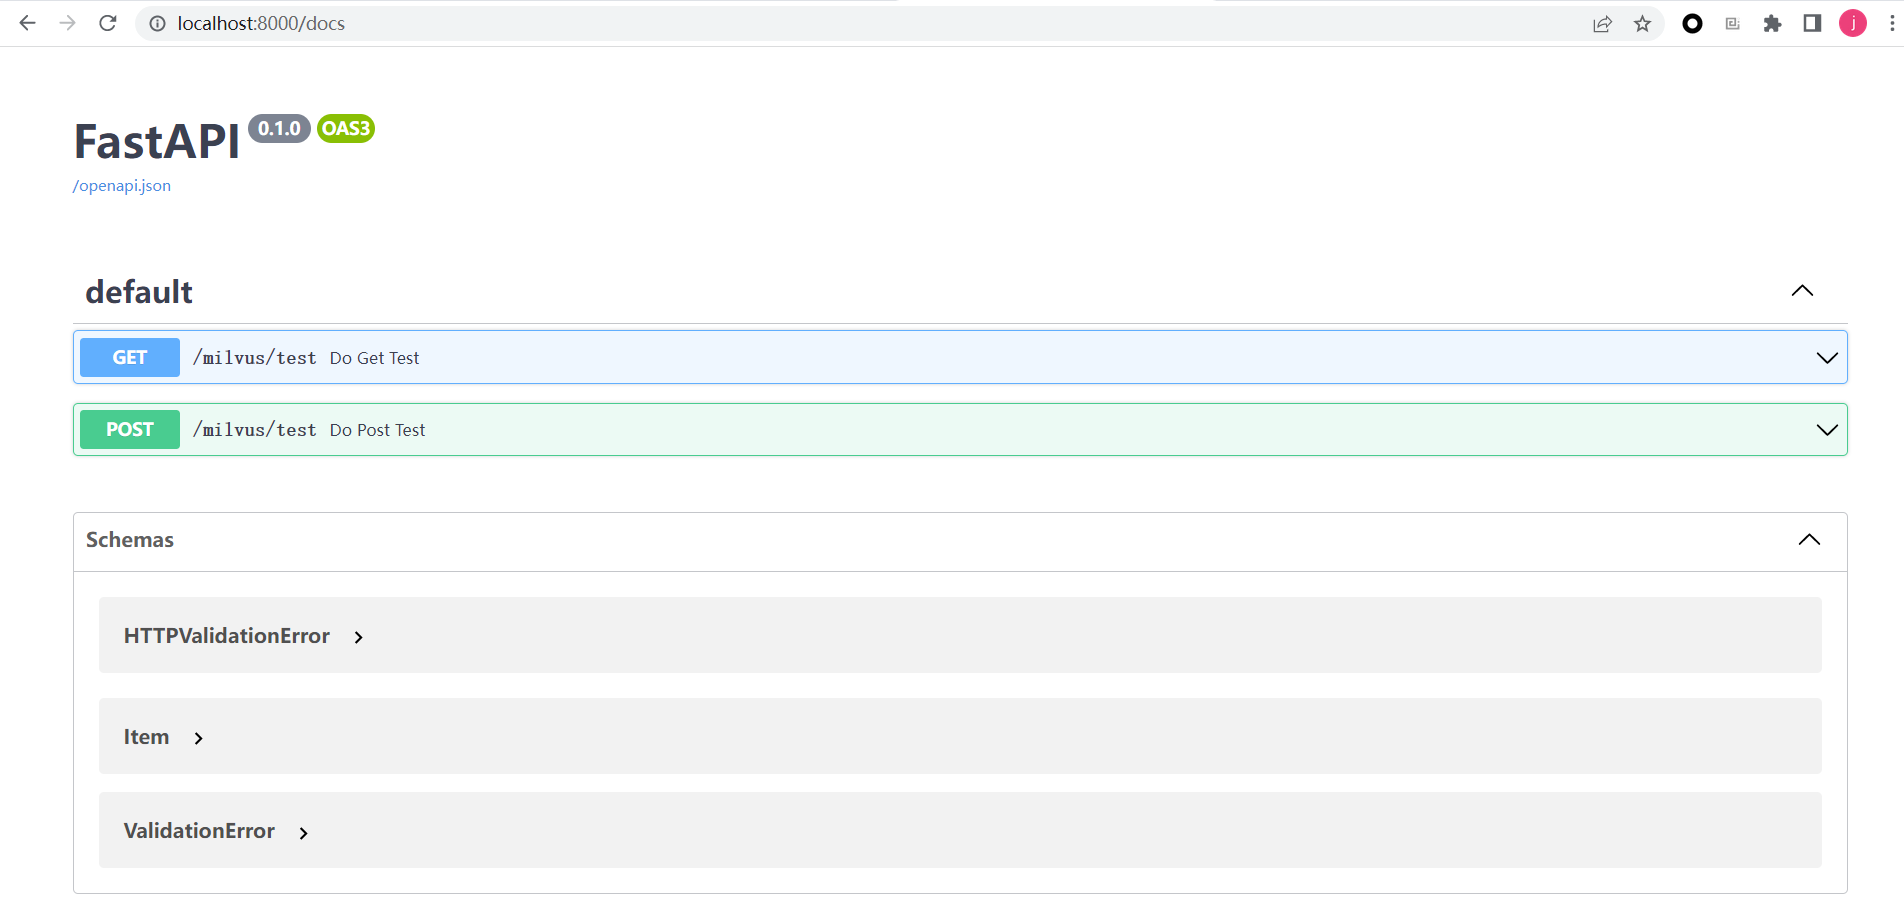 localhost:8000/docs
j
FastAPI 0.1.0 OAS3
/openapi.json
default
GET /milvus/test Do Get Test
POST /milvus/test Do Post Test
Schemas
HTTPValidationError
Item
ValidationError